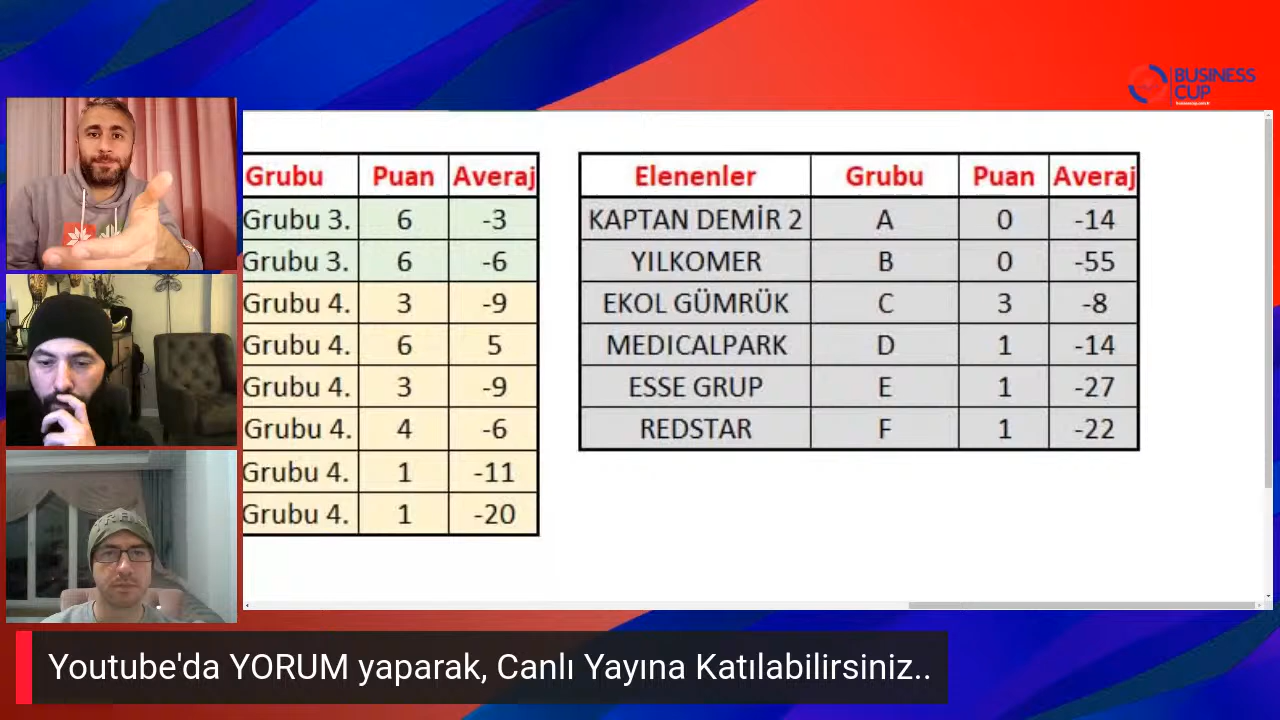 BUSINESS
CUP
Grubu Puan Averaj
Grubu 3. 6 -3
Grubu 3. 6 -6
Grubu 4. 3 -9
Grubu 4. 6 5
Grubu 4. 3 -9
Grubu 4. 4 -6
Grubu 4. 1 -11
Grubu 4. 1 -20
Elenenler Grubu Puan Averaj
KAPTAN DEMİR 2 A 0 -14
YILKOMER B 0 -55
EKOL GÜMRÜK C 3 -8
MEDICALPARK D 1 -14
ESSE GRUP E 1 -27
REDSTAR F 1 -22
Youtube'da YORUM yaparak, Canlı Yayına Katılabilirsiniz..